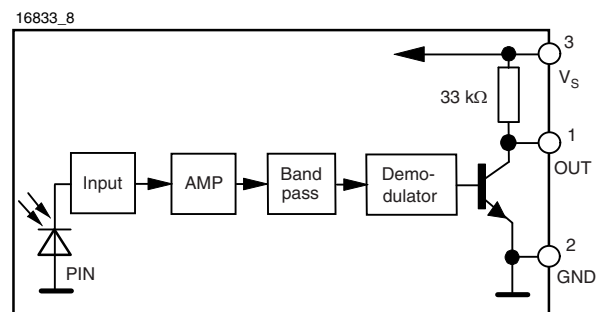 16833_8
3
V_S
33 kΩ
1
OUT
Input
AMP
Band
pass
Demo-
dulator
PIN
2
GND